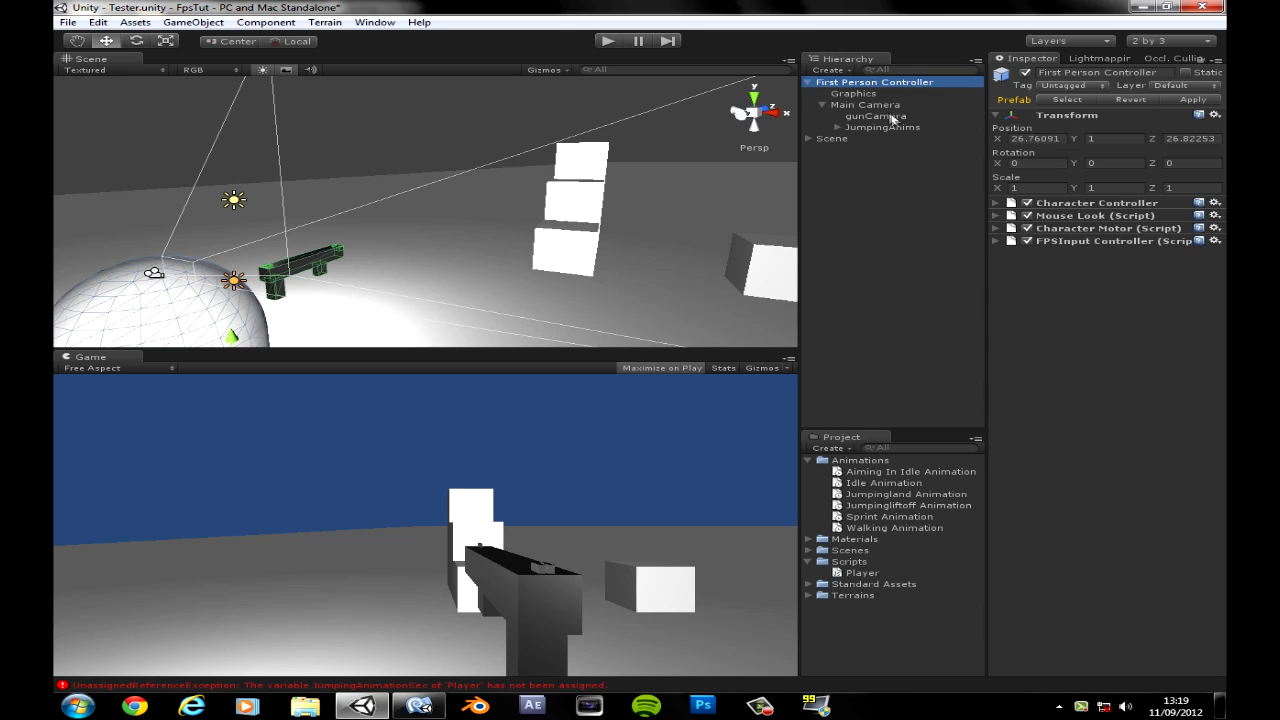 Unity - Tester.unity - FpsTut - PC and Mac Standalone*
File Edit Assets GameObject Component Terrain Window Help
Center Local Layers 2 by 3
Scene
Textured RGB Gizmos All
y
z
x
Persp
Game
Free Aspect Maximize on Play Stats Gizmos
Hierarchy
Create All
First Person Controller
Graphics
Main Camera
gunCamera
JumpingAnims
Scene
Project
Create All
Animations
Aiming In Idle Animation
Idle Animation
Jumpingland Animation
Jumpingliftoff Animation
Sprint Animation
Walking Animation
Materials
Scenes
Scripts
Player
Standard Assets
Terrains
Inspector Lightmappin Occl. Culling
First Person Controller Static
Tag Untagged Layer Default
Prefab Select Revert Apply
Transform
Position
X 26.76091 Y 1 Z 26.82253
Rotation
X 0 Y 0 Z 0
Scale
X 1 Y 1 Z 1
Character Controller
Mouse Look (Script)
Character Motor (Script)
FPSInput Controller (Scrip
UnassignedReferenceException: The variable JumpingAnimationSec of 'Player' has not been assigned.
Ae Ps 99
13:19
11/09/2012